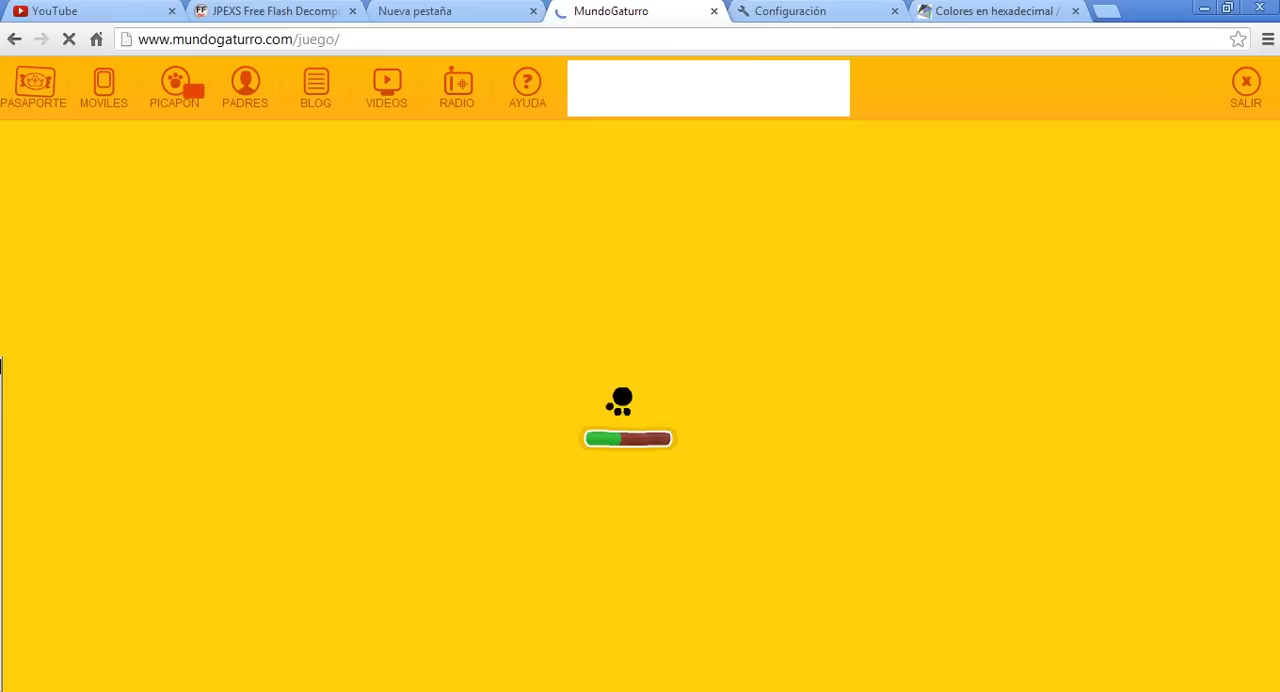 YouTube
JPEXS Free Flash Decomp
Nueva pestaña
MundoGaturro
Configuración
Colores en hexadecimal /
www.mundogaturro.com/juego/
PASAPORTE
MOVILES
PICAPON
PADRES
BLOG
VIDEOS
RADIO
AYUDA
SALIR